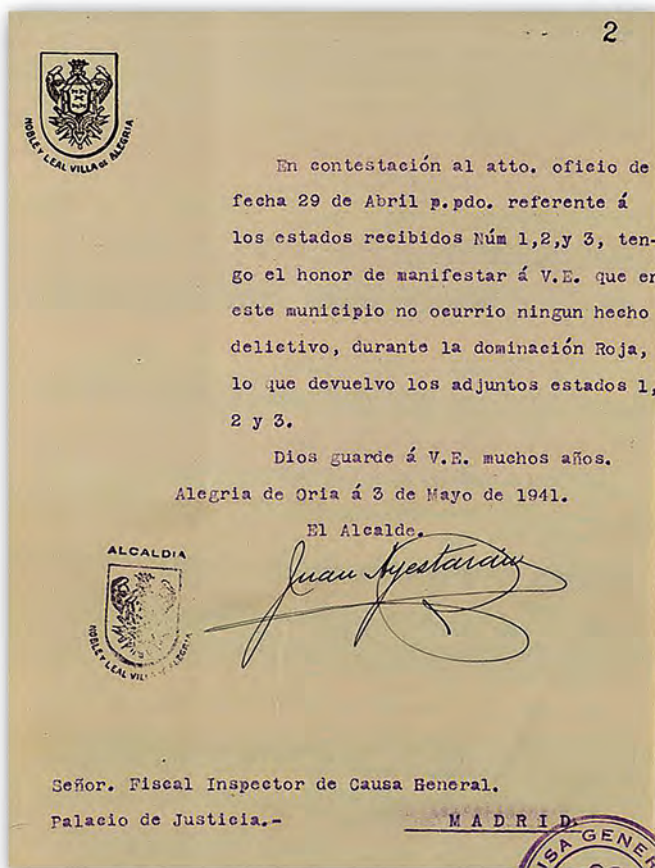 2
NOBLE Y LEAL VILLA DE ALEGRIA
En contestación al atto. oficio de
fecha 29 de Abril p.pdo. referente á
los estados recibidos Núm 1,2,y 3, ten-
go el honor de manifestar á V.E. que en
este municipio no ocurrio ningun hecho
delictivo, durante la dominación Roja,
lo que devuelvo los adjuntos estados 1,
2 y 3.
Dios guarde á V.E. muchos años.
Alegria de Oria á 3 de Mayo de 1941.
El Alcalde.
Juan Ayestarán
ALCALDIA
NOBLE Y LEAL VILLA DE ALEGRIA
Señor. Fiscal Inspector de Causa General.
Palacio de Justicia.- MADRID
USA GENER